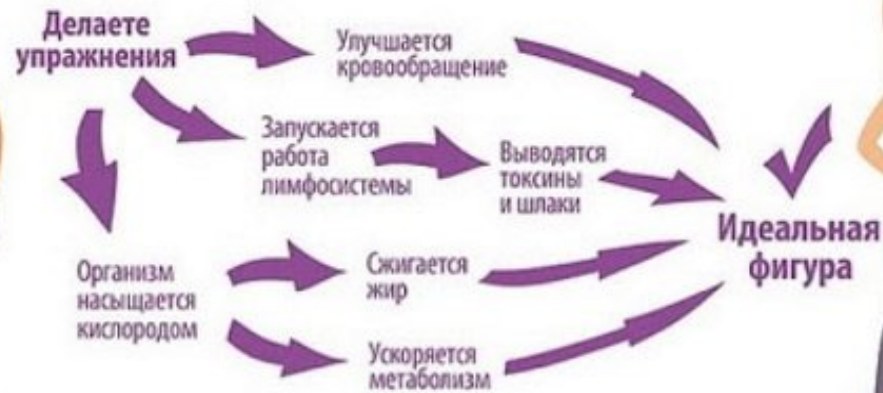 Делаете
упражнения
Улучшается
кровообращение
Запускается
работа
лимфосистемы
Выводятся
токсины
и шлаки
Идеальная
фигура
Организм
насыщается
кислородом
Сжигается
жир
Ускоряется
метаболизм